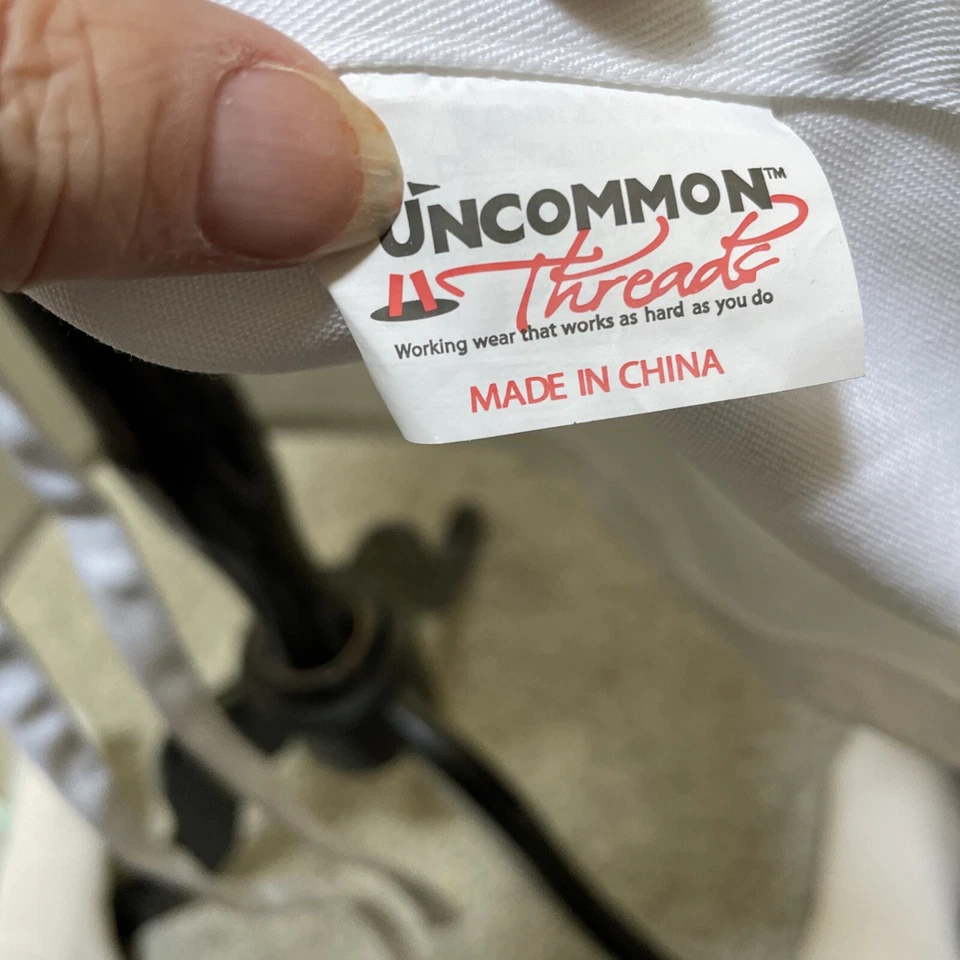 UNCOMMON™
Threads
Working wear that works as hard as you do
MADE IN CHINA